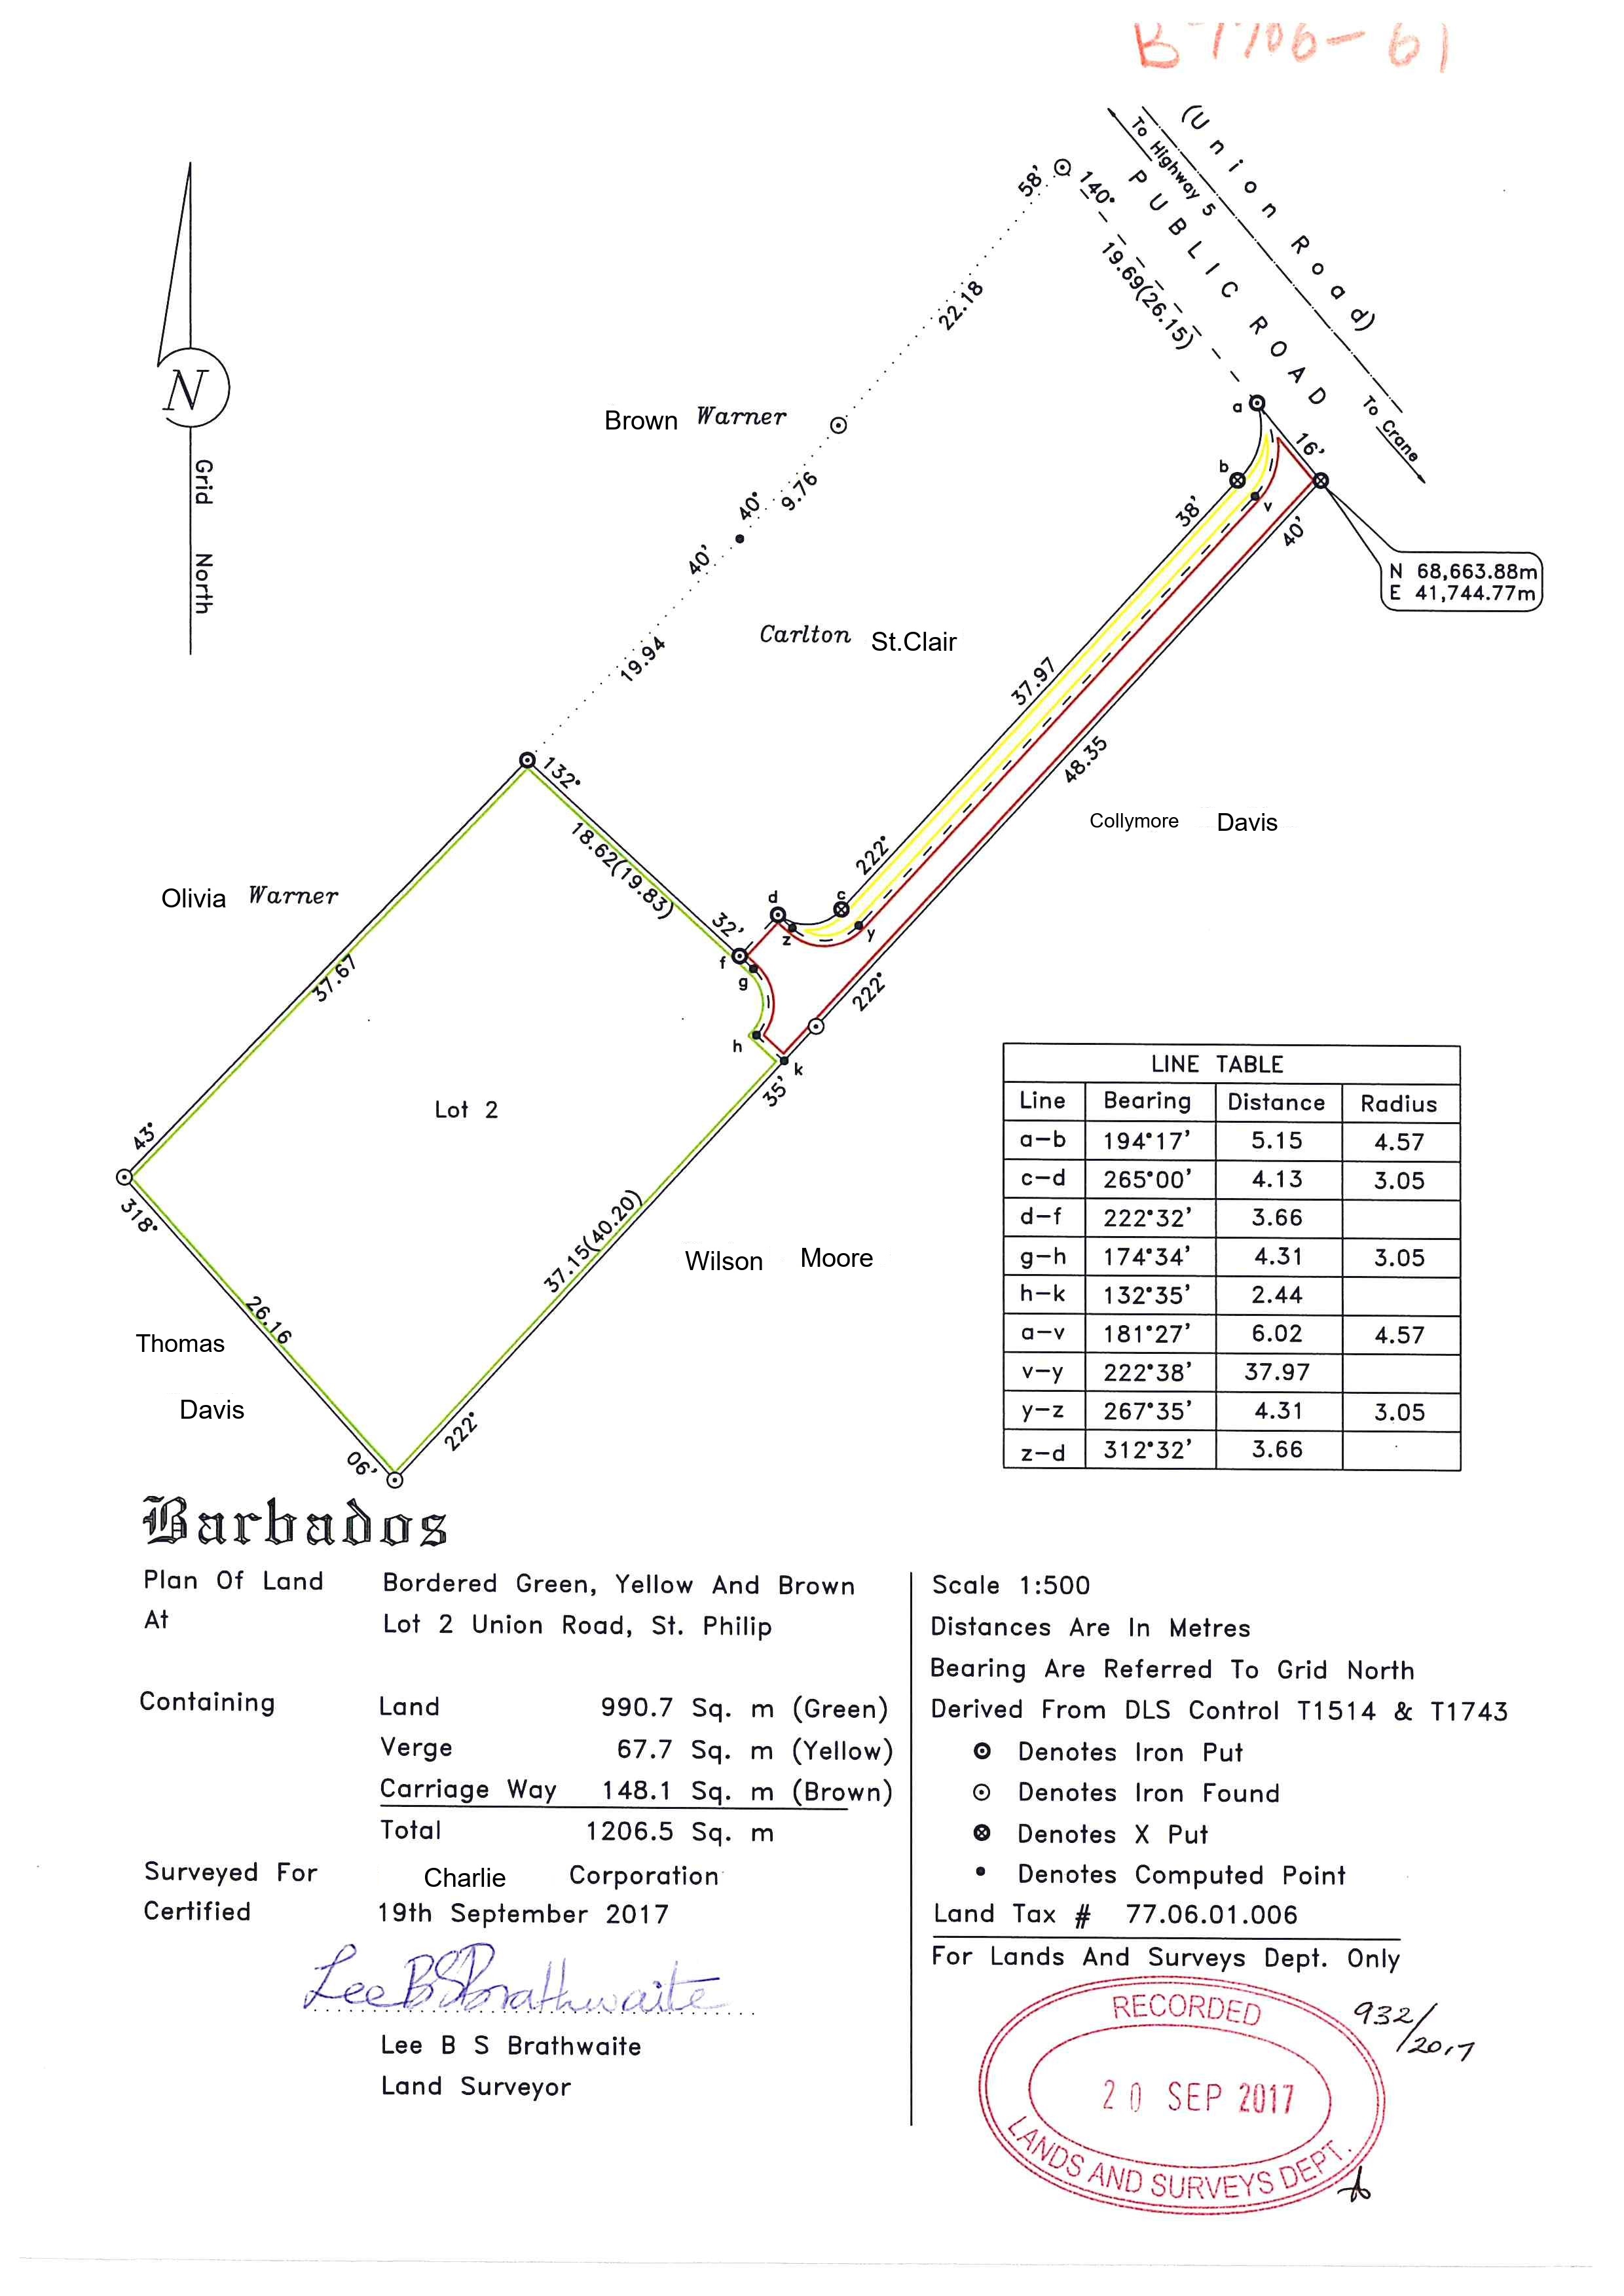 B-7706-61
(Union Road)
To Highway 5
PUBLIC ROAD
To Crane
58'
140°
19.69(26.15)
22.18
a
16'
Brown Warner
b
v
38'
40'
N 68,663.88m
E 41,744.77m
N
Grid North
9.76
40°
40'
Carlton St.Clair
19.94
37.97
48.35
132°
Collymore Davis
18.62(19.83)
222°
Olivia Warner
d
c
32'
z
y
f
g
222°
37.67
h
k
35'
Lot 2
43°
318°
37.15(40.20)
Wilson Moore
26.16
Thomas
Davis
222°
06'
LINE TABLE
Line Bearing Distance Radius
a-b 194°17' 5.15 4.57
c-d 265°00' 4.13 3.05
d-f 222°32' 3.66
g-h 174°34' 4.31 3.05
h-k 132°35' 2.44
a-v 181°27' 6.02 4.57
v-y 222°38' 37.97
y-z 267°35' 4.31 3.05
z-d 312°32' 3.66
Barbados
Plan Of Land Bordered Green, Yellow And Brown
At Lot 2 Union Road, St. Philip
Containing Land 990.7 Sq. m (Green)
Verge 67.7 Sq. m (Yellow)
Carriage Way 148.1 Sq. m (Brown)
Total 1206.5 Sq. m
Surveyed For Charlie Corporation
Certified 19th September 2017
Lee B S Brathwaite
Lee B S Brathwaite
Land Surveyor
Scale 1:500
Distances Are In Metres
Bearing Are Referred To Grid North
Derived From DLS Control T1514 & T1743
Denotes Iron Put
Denotes Iron Found
Denotes X Put
Denotes Computed Point
Land Tax # 77.06.01.006
For Lands And Surveys Dept. Only
RECORDED
20 SEP 2017
LANDS AND SURVEYS DEPT.
932/2017